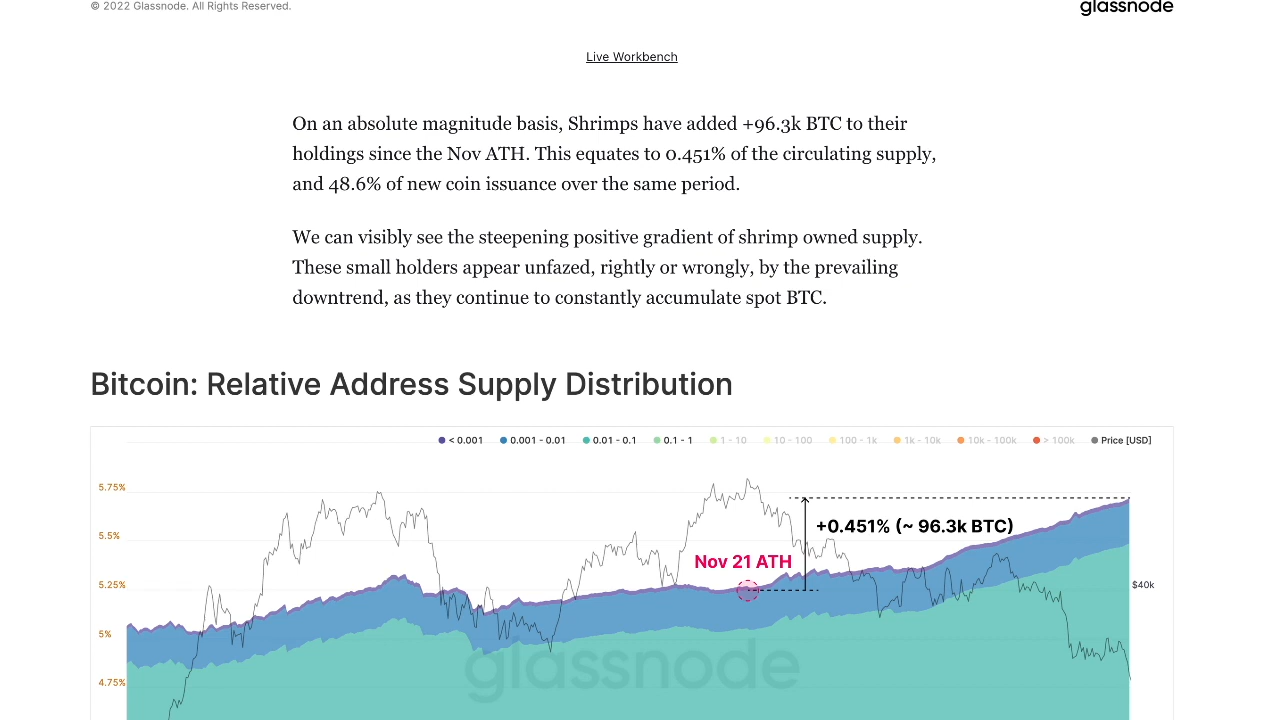 © 2022 Glassnode. All Rights Reserved.
glassnode
Live Workbench
On an absolute magnitude basis, Shrimps have added +96.3k BTC to their
holdings since the Nov ATH. This equates to 0.451% of the circulating supply,
and 48.6% of new coin issuance over the same period.
We can visibly see the steepening positive gradient of shrimp owned supply.
These small holders appear unfazed, rightly or wrongly, by the prevailing
downtrend, as they continue to constantly accumulate spot BTC.
Bitcoin: Relative Address Supply Distribution
< 0.001 0.001 - 0.01 0.01 - 0.1 0.1 - 1 1 - 10 10 - 100 100 - 1k 1k - 10k 10k - 100k > 100k Price [USD]
5.75%
5.5%
+0.451% (~ 96.3k BTC)
Nov 21 ATH
5.25%
$40k
5%
glassnode
4.75%